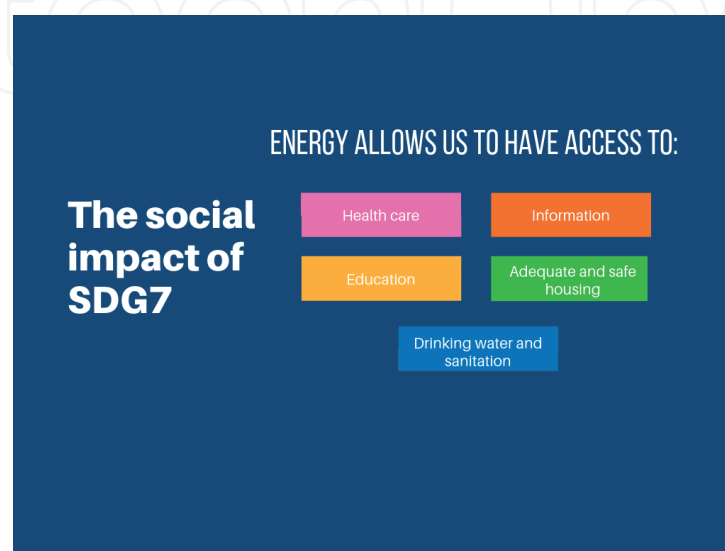 ENERGY ALLOWS US TO HAVE ACCESS TO:
The social
impact of
SDG7
Health care
Information
Education
Adequate and safe
housing
Drinking water and
sanitation